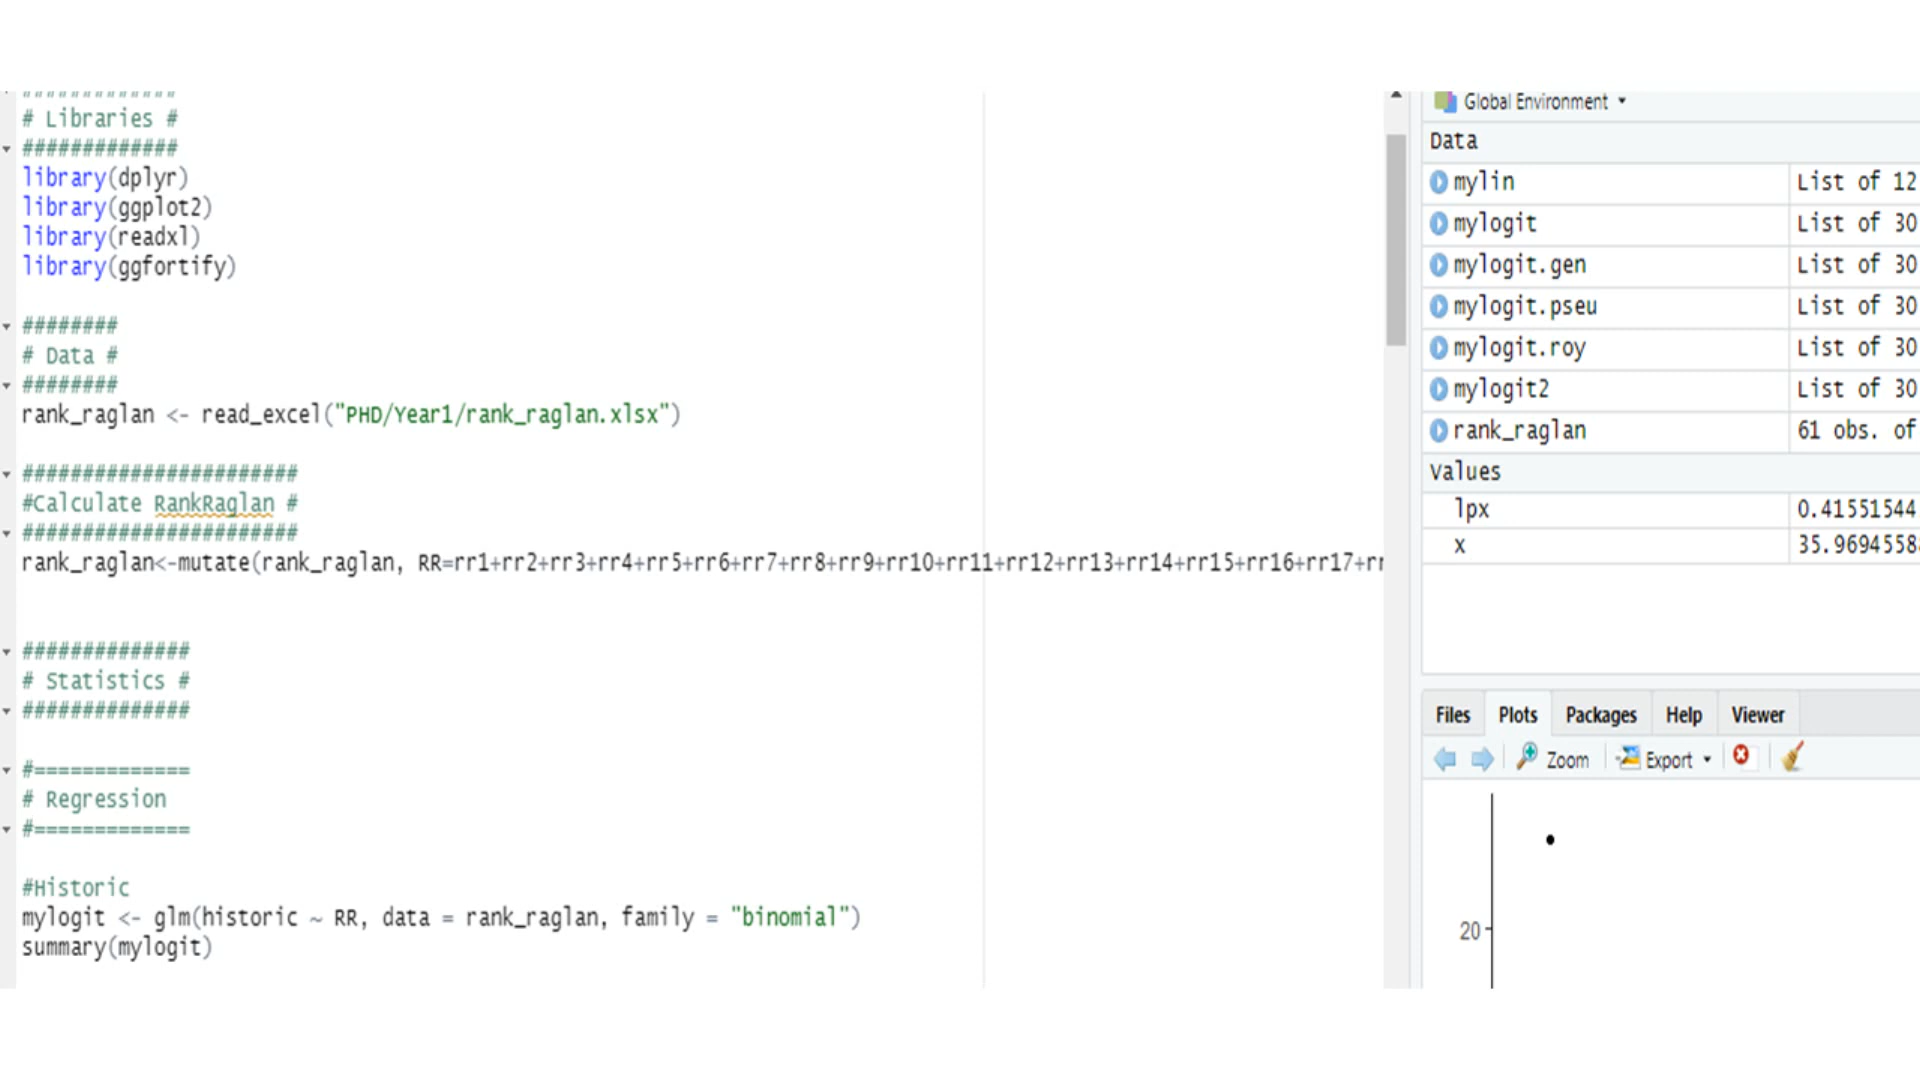 # Libraries #
#############
library(dplyr)
library(ggplot2)
library(readxl)
library(ggfortify)
########
# Data #
########
rank_raglan <- read_excel("PHD/Year1/rank_raglan.xlsx")
#######################
#Calculate RankRaglan #
#######################
rank_raglan<-mutate(rank_raglan, RR=rr1+rr2+rr3+rr4+rr5+rr6+rr7+rr8+rr9+rr10+rr11+rr12+rr13+rr14+rr15+rr16+rr17+rr
##############
# Statistics #
##############
#=============
# Regression
#=============
#Historic
mylogit <- glm(historic ~ RR, data = rank_raglan, family = "binomial")
summary(mylogit)
Global Environment
Data
mylin List of 12
mylogit List of 30
mylogit.gen List of 30
mylogit.pseu List of 30
mylogit.roy List of 30
mylogit2 List of 30
rank_raglan 61 obs. of
Values
lpx 0.41551544
x 35.9694558
Files Plots Packages Help Viewer
Zoom Export
20